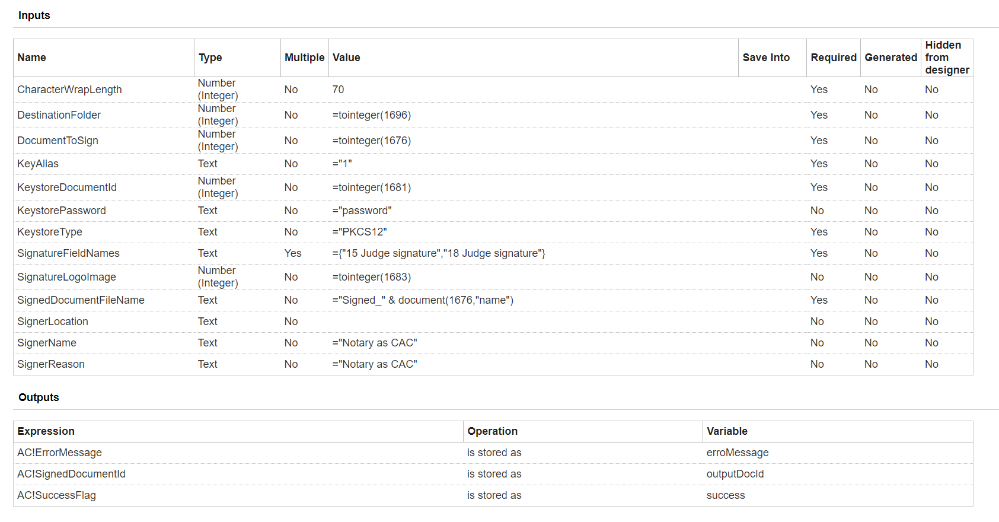 Inputs
Name Type Multiple Value Save Into Required Generated Hidden from designer
CharacterWrapLength Number (Integer) No 70 Yes No No
DestinationFolder Number (Integer) No =tointeger(1696) Yes No No
DocumentToSign Number (Integer) No =tointeger(1676) Yes No No
KeyAlias Text No ="1" Yes No No
KeystoreDocumentId Number (Integer) No =tointeger(1681) Yes No No
KeystorePassword Text No ="password" No No No
KeystoreType Text No ="PKCS12" Yes No No
SignatureFieldNames Text Yes ={"15 Judge signature","18 Judge signature"} Yes No No
SignatureLogoImage Number (Integer) No =tointeger(1683) No No No
SignedDocumentFileName Text No ="Signed_" & document(1676,"name") Yes No No
SignerLocation Text No No No No
SignerName Text No ="Notary as CAC" No No No
SignerReason Text No ="Notary as CAC" No No No
Outputs
Expression Operation Variable
AC!ErrorMessage is stored as erroMessage
AC!SignedDocumentId is stored as outputDocId
AC!SuccessFlag is stored as success